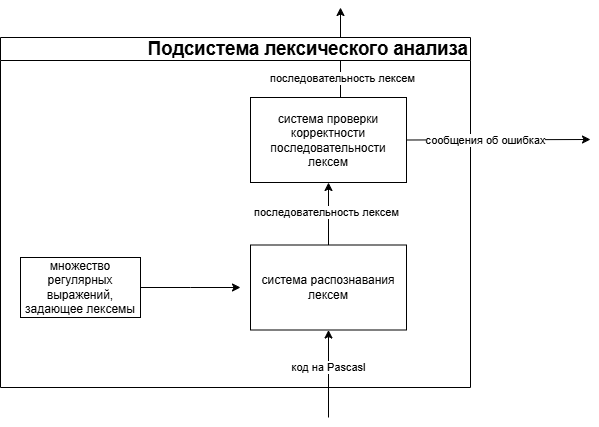 Подсистема лексического анализа
последовательность лексем
система проверки
корректности
последовательности
лексем
сообщения об ошибках
последовательность лексем
множество
регулярных
выражений,
задающее лексемы
система распознавания
лексем
код на Pascasl